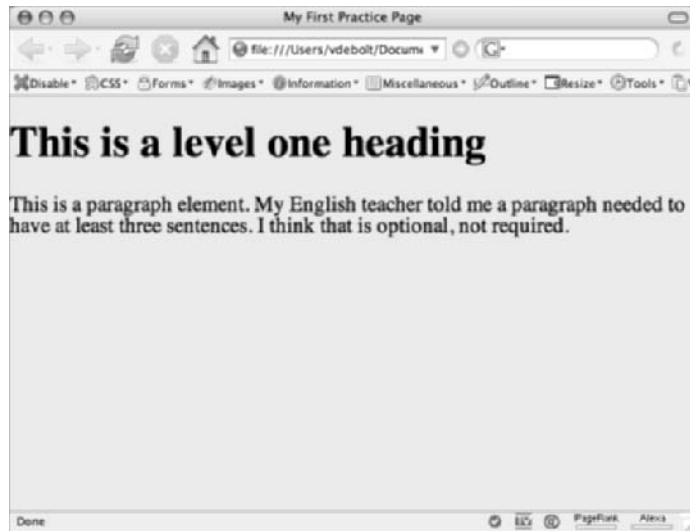 My First Practice Page
file:///Users/vdebolt/Docume
G
Disable CSS Forms Images Information Miscellaneous Outline Resize Tools
This is a level one heading
This is a paragraph element. My English teacher told me a paragraph needed to
have at least three sentences. I think that is optional, not required.
Done PageRank Alexa